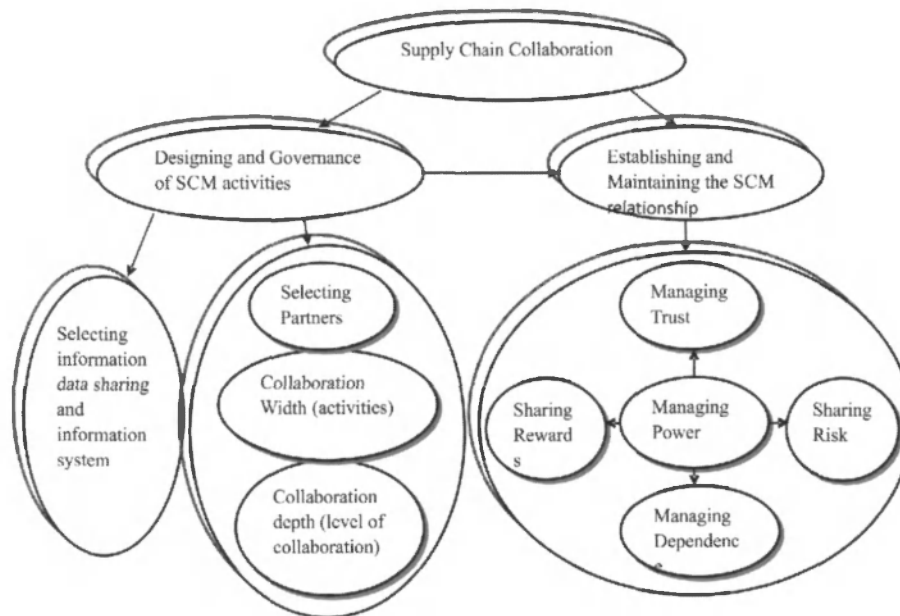 Supply Chain Collaboration
Designing and Governance
of SCM activities
Establishing and
Maintaining the SCM
relationship
Selecting
information
data sharing
and
information
system
Selecting
Partners
Collaboration
Width (activities)
Collaboration
depth (level of
collaboration)
Managing
Trust
Sharing
Reward
s
Managing
Power
Sharing
Risk
Managing
Dependenc
e